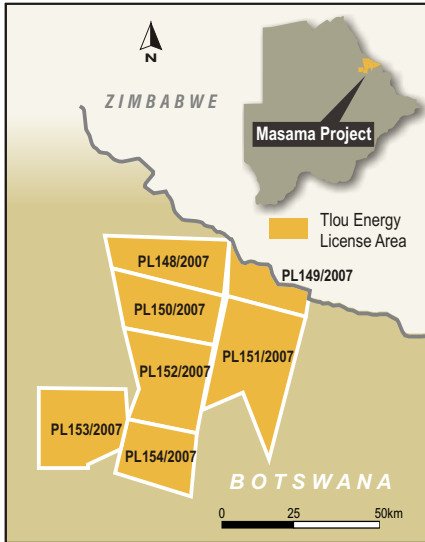 N
ZIMBABWE
Masama Project
Tlou Energy
License Area
PL148/2007
PL149/2007
PL150/2007
PL151/2007
PL152/2007
PL153/2007
PL154/2007
BOTSWANA
0 25 50km